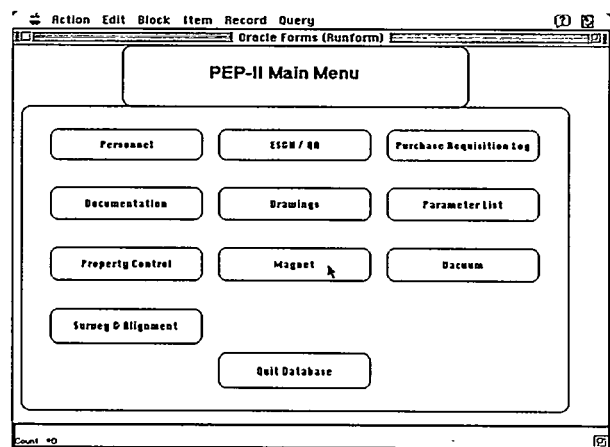 Action Edit Block Item Record Query
Oracle Forms (Runform)
PEP-II Main Menu
Personnel
ES&H / QA
Purchase Requisition Log
Documentation
Drawings
Parameter List
Property Control
Magnet
Vacuum
Survey & Alignment
Quit Database
Count *0